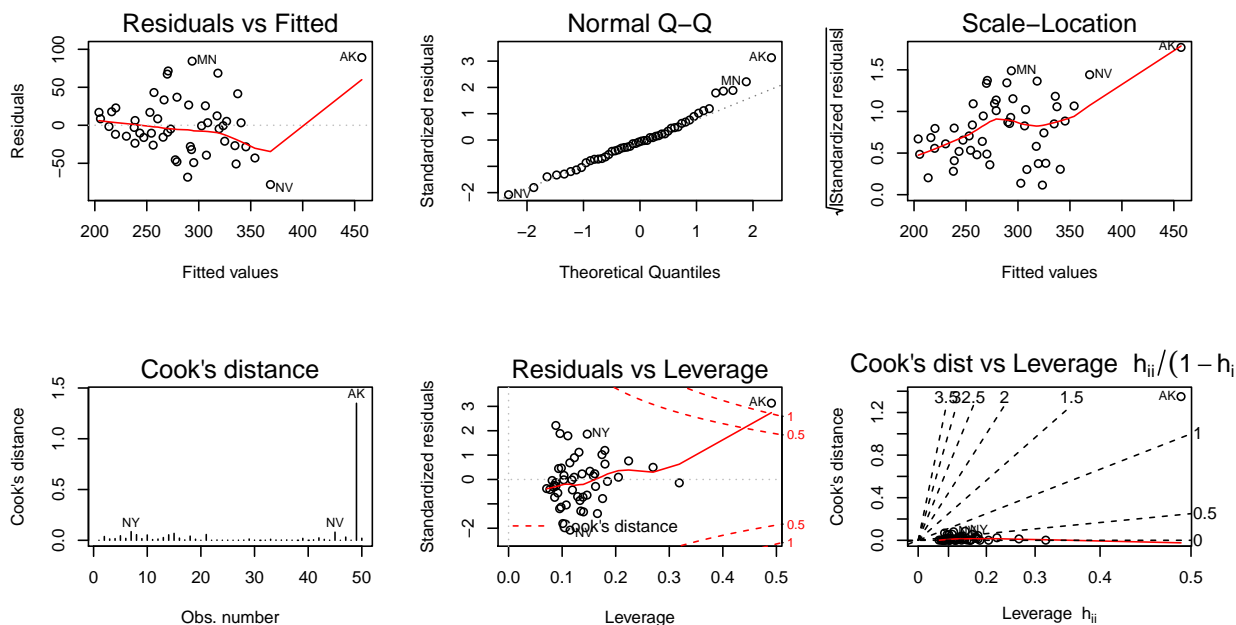 Residuals vs Fitted
Residuals
−50 0 50 100
AK
MN
NV
200 250 300 350 400 450
Fitted values
Normal Q−Q
Standardized residuals
−2 0 1 2 3
MN
AK
NV
−2 −1 0 1 2
Theoretical Quantiles
Scale−Location
√|Standardized residuals|
0.0 0.5 1.0 1.5
AK
MN
NV
200 250 300 350 400 450
Fitted values
Cook's distance
Cook's distance
0.0 0.5 1.0 1.5
AK
NY
NV
0 10 20 30 40 50
Obs. number
Residuals vs Leverage
Standardized residuals
−2 0 1 2 3
AK
NY
NV
Cook's distance
1
0.5
0.5
1
0.0 0.1 0.2 0.3 0.4 0.5
Leverage
Cook's dist vs Leverage hii/(1 − hi
Cook's distance
0.0 0.4 0.8 1.2
3.5 3 2.5 2 1.5
AK
1
0.5
0
NY
0 0.2 0.3 0.4 0.5
Leverage hii